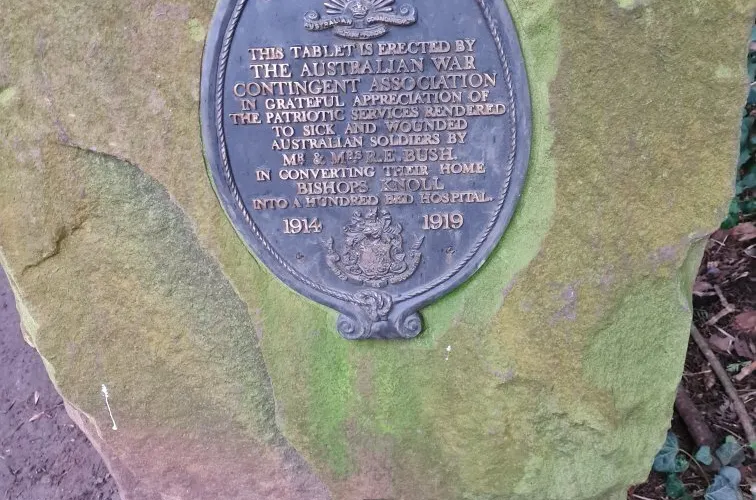 AUSTRALIAN COMMONWEALTH
THIS TABLET IS ERECTED BY
THE AUSTRALIAN WAR
CONTINGENT ASSOCIATION
IN GRATEFUL APPRECIATION OF
THE PATRIOTIC SERVICES RENDERED
TO SICK AND WOUNDED
AUSTRALIAN SOLDIERS BY
MR & MRS R.E. BUSH.
IN CONVERTING THEIR HOME
BISHOPS KNOLL
INTO A HUNDRED BED HOSPITAL.
1914 1919